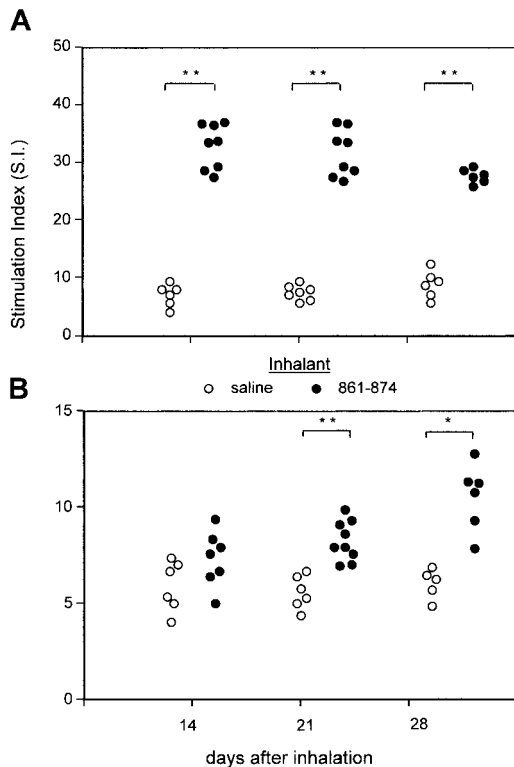 A
50
40
30
20
10
0
Stimulation Index (S.I.)
** ** **
Inhalant
saline 861-874
B
15
10
5
0
** *
14 21 28
days after inhalation